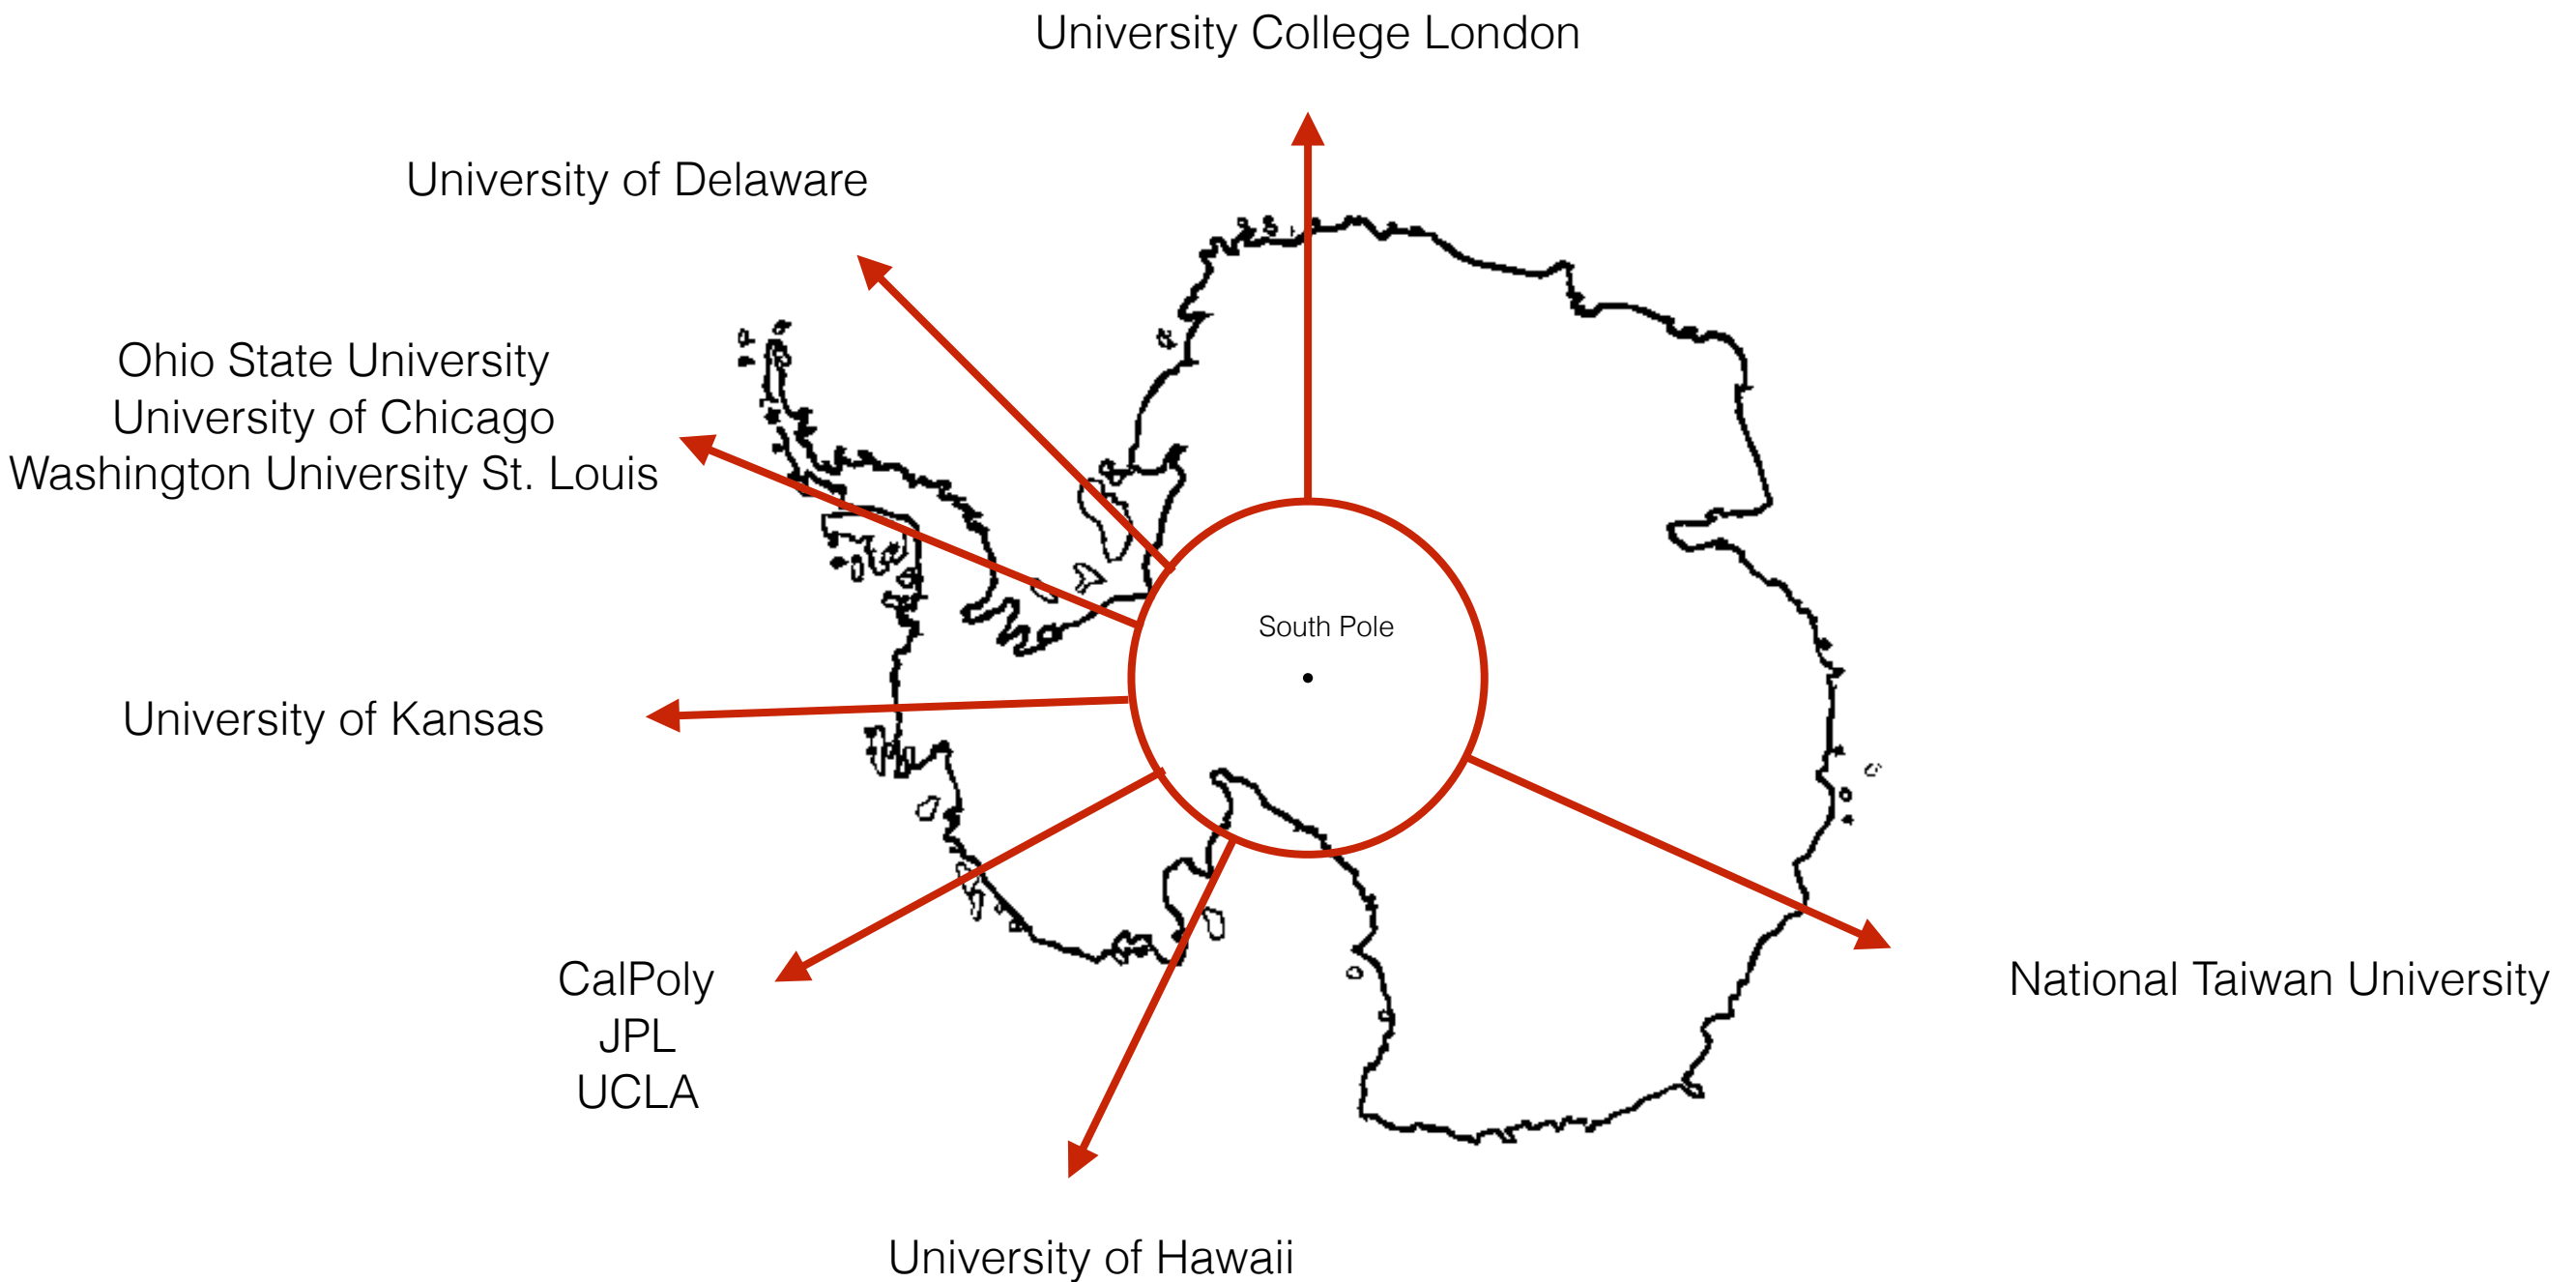 University College London
University of Delaware
Ohio State University
University of Chicago
Washington University St. Louis
South Pole
University of Kansas
CalPoly
JPL
UCLA
National Taiwan University
University of Hawaii